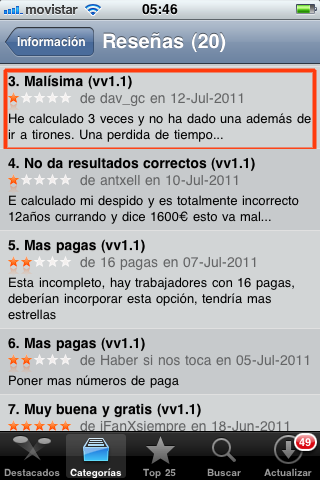 movistar 05:46
Información Reseñas (20)
3. Malísima (vv1.1)
de dav_gc en 12-Jul-2011
He calculado 3 veces y no ha dado una además de
ir a tirones. Una perdida de tiempo...
4. No da resultados correctos (vv1.1)
de antxell en 10-Jul-2011
E calculado mi despido y es totalmente incorrecto
12años currando y dice 1600€ esto va mal...
5. Mas pagas (vv1.1)
de 16 pagas en 07-Jul-2011
Esta incompleto, hay trabajadores con 16 pagas,
deberían incorporar esta opción, tendría mas
estrellas
6. Mas pagas (vv1.1)
de Haber si nos toca en 05-Jul-2011
Poner mas números de paga
7. Muy buena y gratis (vv1.1)
de iFanXsiempre en 18-Jun-2011
49
Destacados Categorías Top 25 Buscar Actualizar